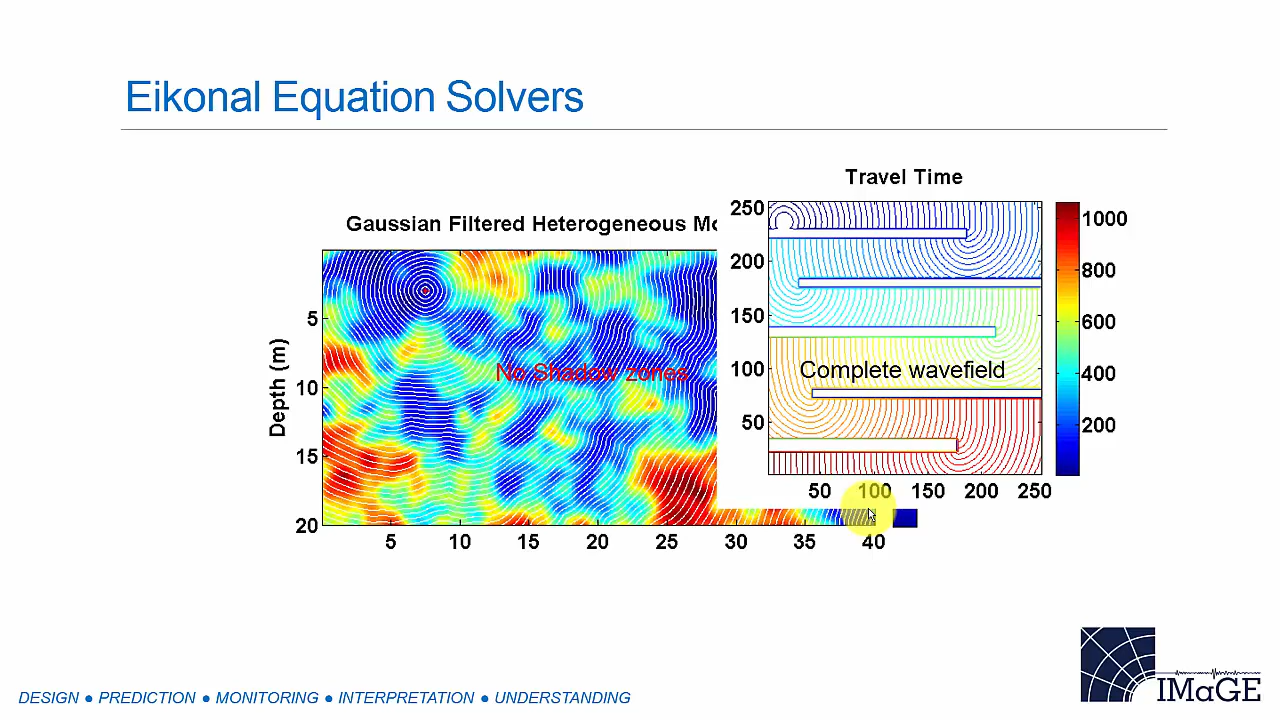 Eikonal Equation Solvers
Travel Time
Gaussian Filtered Heterogeneous Mo
250
200
150
100
50
1000
800
600
400
200
50 100 150 200 250
Complete wavefield
No Shadow zones
Depth (m)
5
10
15
20
5 10 15 20 25 30 35 40
DESIGN ● PREDICTION ● MONITORING ● INTERPRETATION ● UNDERSTANDING
IMαGE